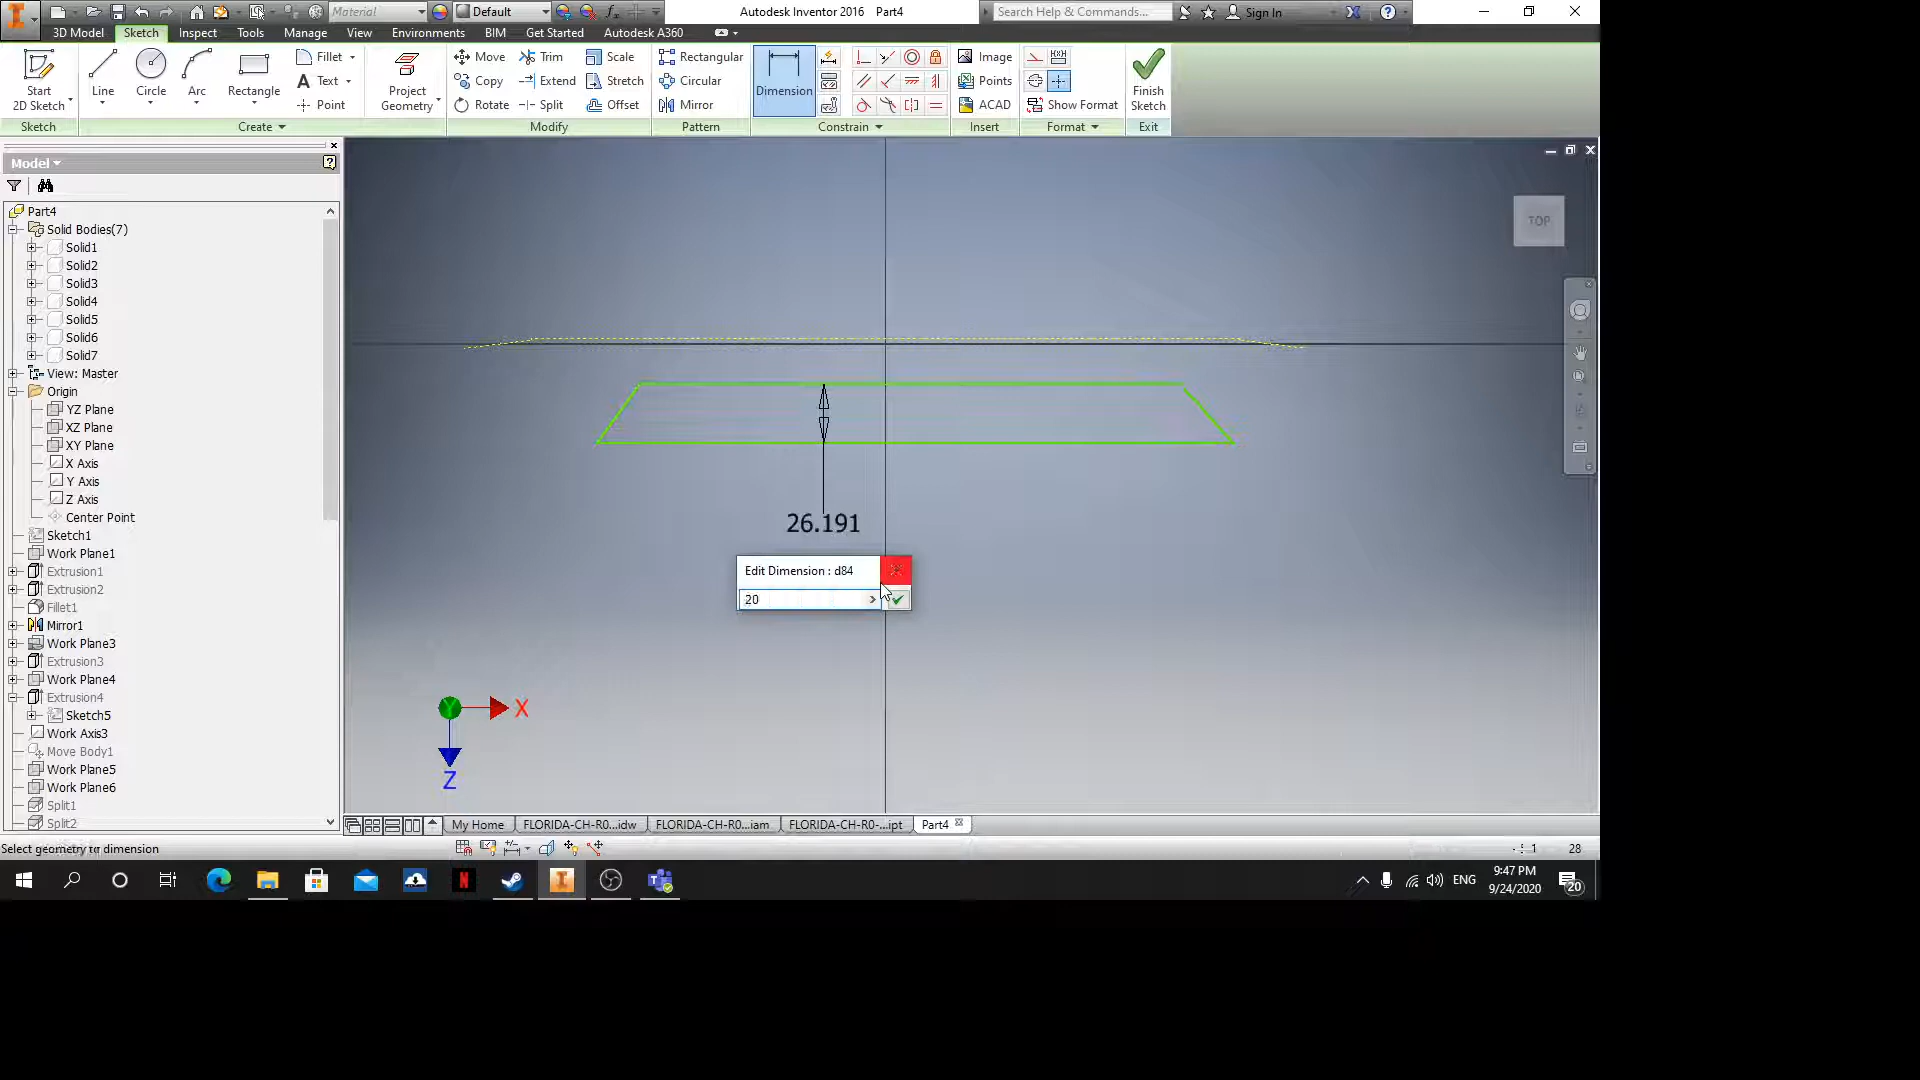 Material
Default
Autodesk Inventor 2016 Part4
Search Help & Commands...
Sign In
3D Model Sketch Inspect Tools Manage View Environments BIM Get Started Autodesk A360
Start
2D Sketch
Line
Circle
Arc
Rectangle
Fillet
Text
Point
Project
Geometry
Move
Copy
Rotate
Trim
Extend
Split
Scale
Stretch
Offset
Rectangular
Circular
Mirror
Dimension
Image
Points
ACAD
Show Format
Finish
Sketch
Sketch Create Modify Pattern Constrain Insert Format Exit
Model
Part4
Solid Bodies(7)
Solid1
Solid2
Solid3
Solid4
Solid5
Solid6
Solid7
View: Master
Origin
YZ Plane
XZ Plane
XY Plane
X Axis
Y Axis
Z Axis
Center Point
Sketch1
Work Plane1
Extrusion1
Extrusion2
Fillet1
Mirror1
Work Plane3
Extrusion3
Work Plane4
Extrusion4
Sketch5
Work Axis3
Move Body1
Work Plane5
Work Plane6
Split1
Split2
TOP
26.191
Edit Dimension : d84
20
Y X
Z
My Home FLORIDA-CH-R0...idw FLORIDA-CH-R0...iam FLORIDA-CH-R0-...ipt Part4
Select geometry to dimension
1 28
ENG
9:47 PM
9/24/2020
20